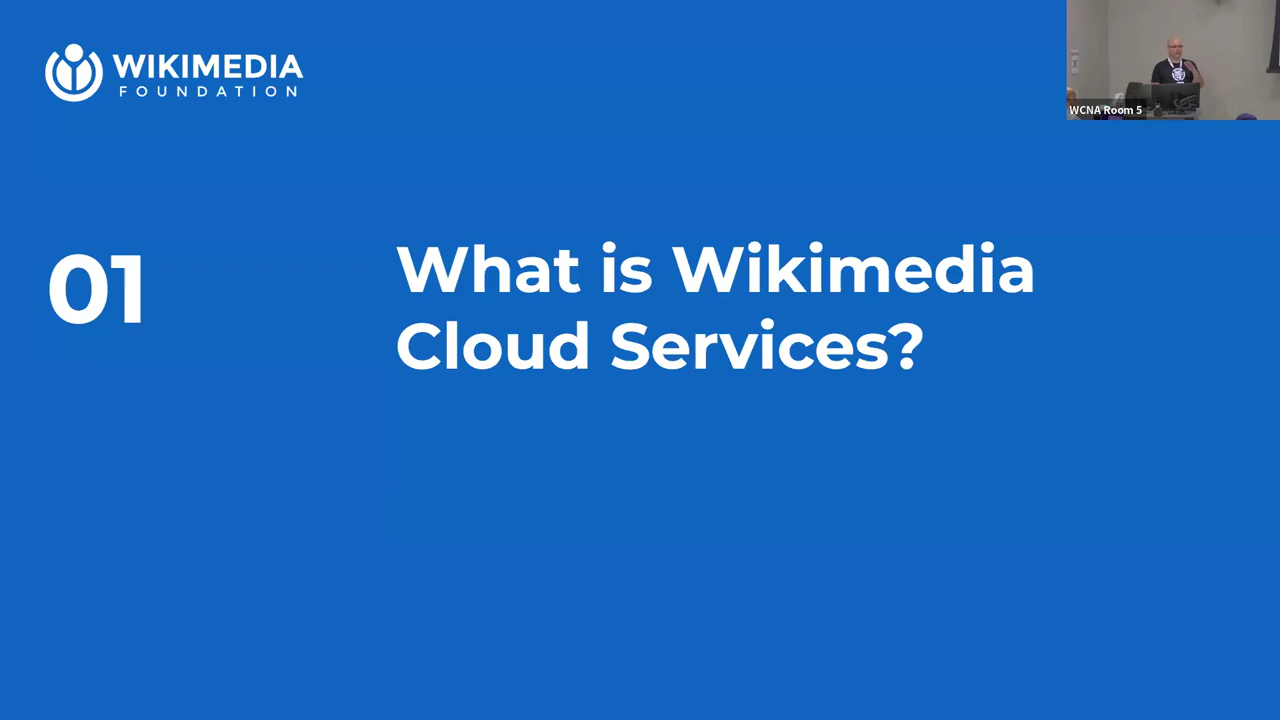 WIKIMEDIA
FOUNDATION
WCNA Room 5
01
What is Wikimedia
Cloud Services?